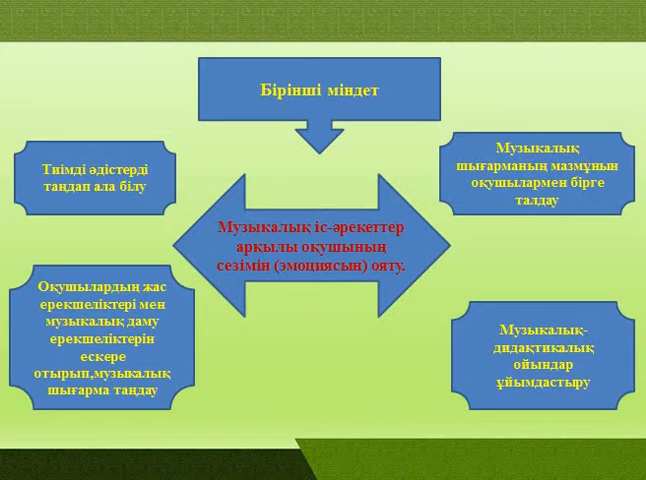 Бірінші міндет
Тиімді әдістерді
таңдап ала білу
Музыкалық
шығарманың мазмұнын
оқушылармен бірге
талдау
Музыкалық іс-әрекеттер
арқылы оқушының
сезімін (эмоциясын) ояту.
Оқушылардың жас
ерекшеліктері мен
музыкалық даму
ерекшеліктерін
ескере
отырып,музыкалық
шығарма таңдау
Музыкалық-
дидақтикалық
ойындар
ұйымдастыру